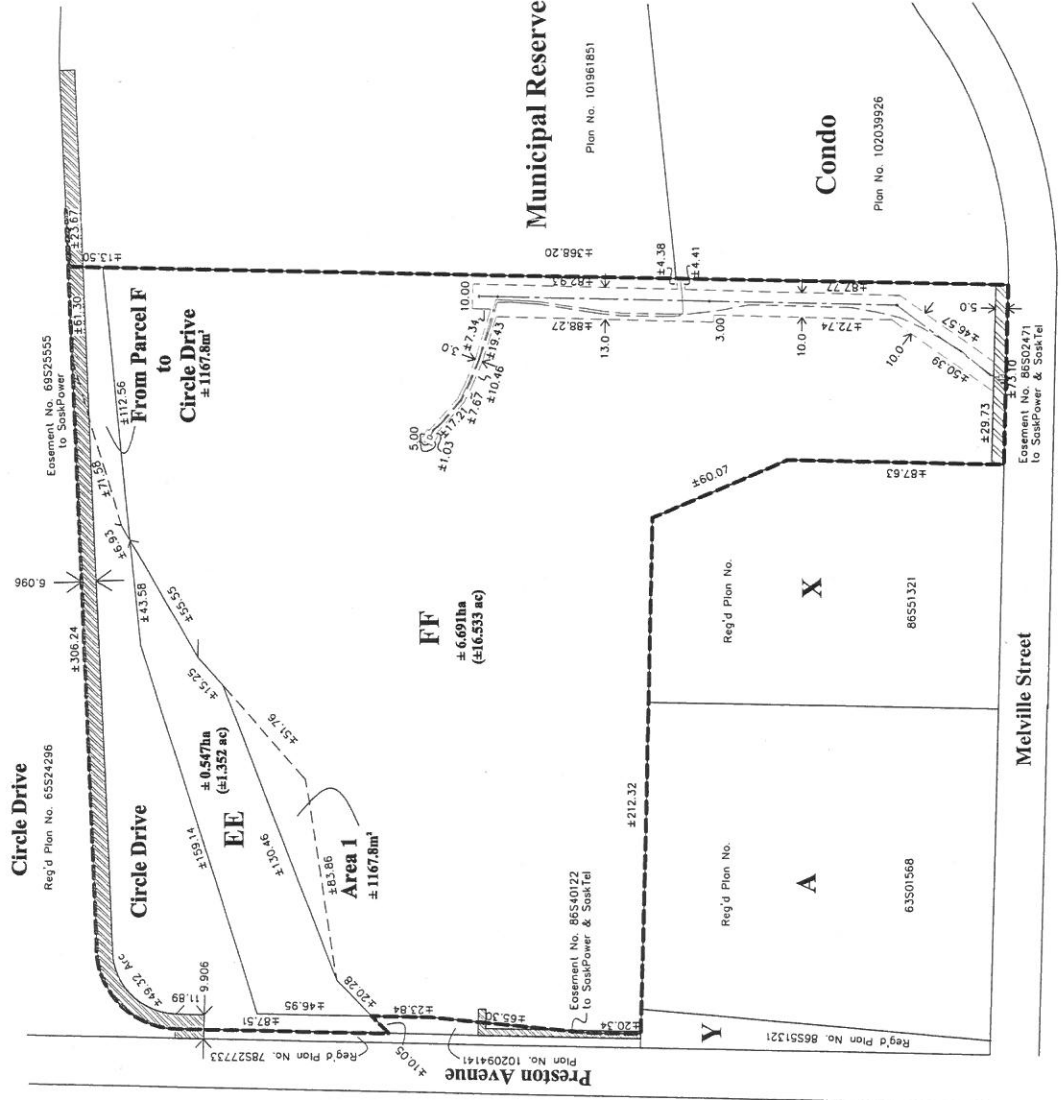 Circle Drive
Reg'd Plan No. 65S24296
6.096
±306.24
Easement No. 69S25555
to SaskPower
±61.30
±23.67
±13.50
Circle Drive
±49.32 Arc
11.89
9.906
±87.51
±46.95
±159.14
±43.58
±112.56
±71.56
±6.93
±55.55
±15.25
From Parcel F
to
Circle Drive
± 1167.8m²
± 0.547ha
(±1.352 ac)
EE
±130.46
±51.76
±83.86
Area 1
± 1167.8m²
±20.28
±10.05
±23.84
±65.30
±20.34
Easement No. 86S40122
to SaskPower & SaskTel
Preston Avenue
Reg'd Plan No. 78S27733
Plan No. 102094141
Y
Reg'd Plan No. 86S51321
FF
± 6.691ha
(±16.533 ac)
±212.32
±60.07
±87.63
5.00
±1.03
±17.21
±7.67
±10.46
±19.43
±7.34
3.0
10.00
±368.20
±82.93
±88.27
13.0
±4.38
±4.41
3.00
±87.77
±72.74
10.0
10.0
±46.57
±50.39
5.0
±29.73
±73.10
Easement No. 86S02471
to SaskPower & SaskTel
Municipal Reserve
Plan No. 101961851
Condo
Plan No. 102039926
Reg'd Plan No.
X
86S51321
Reg'd Plan No.
A
63S01568
Melville Street